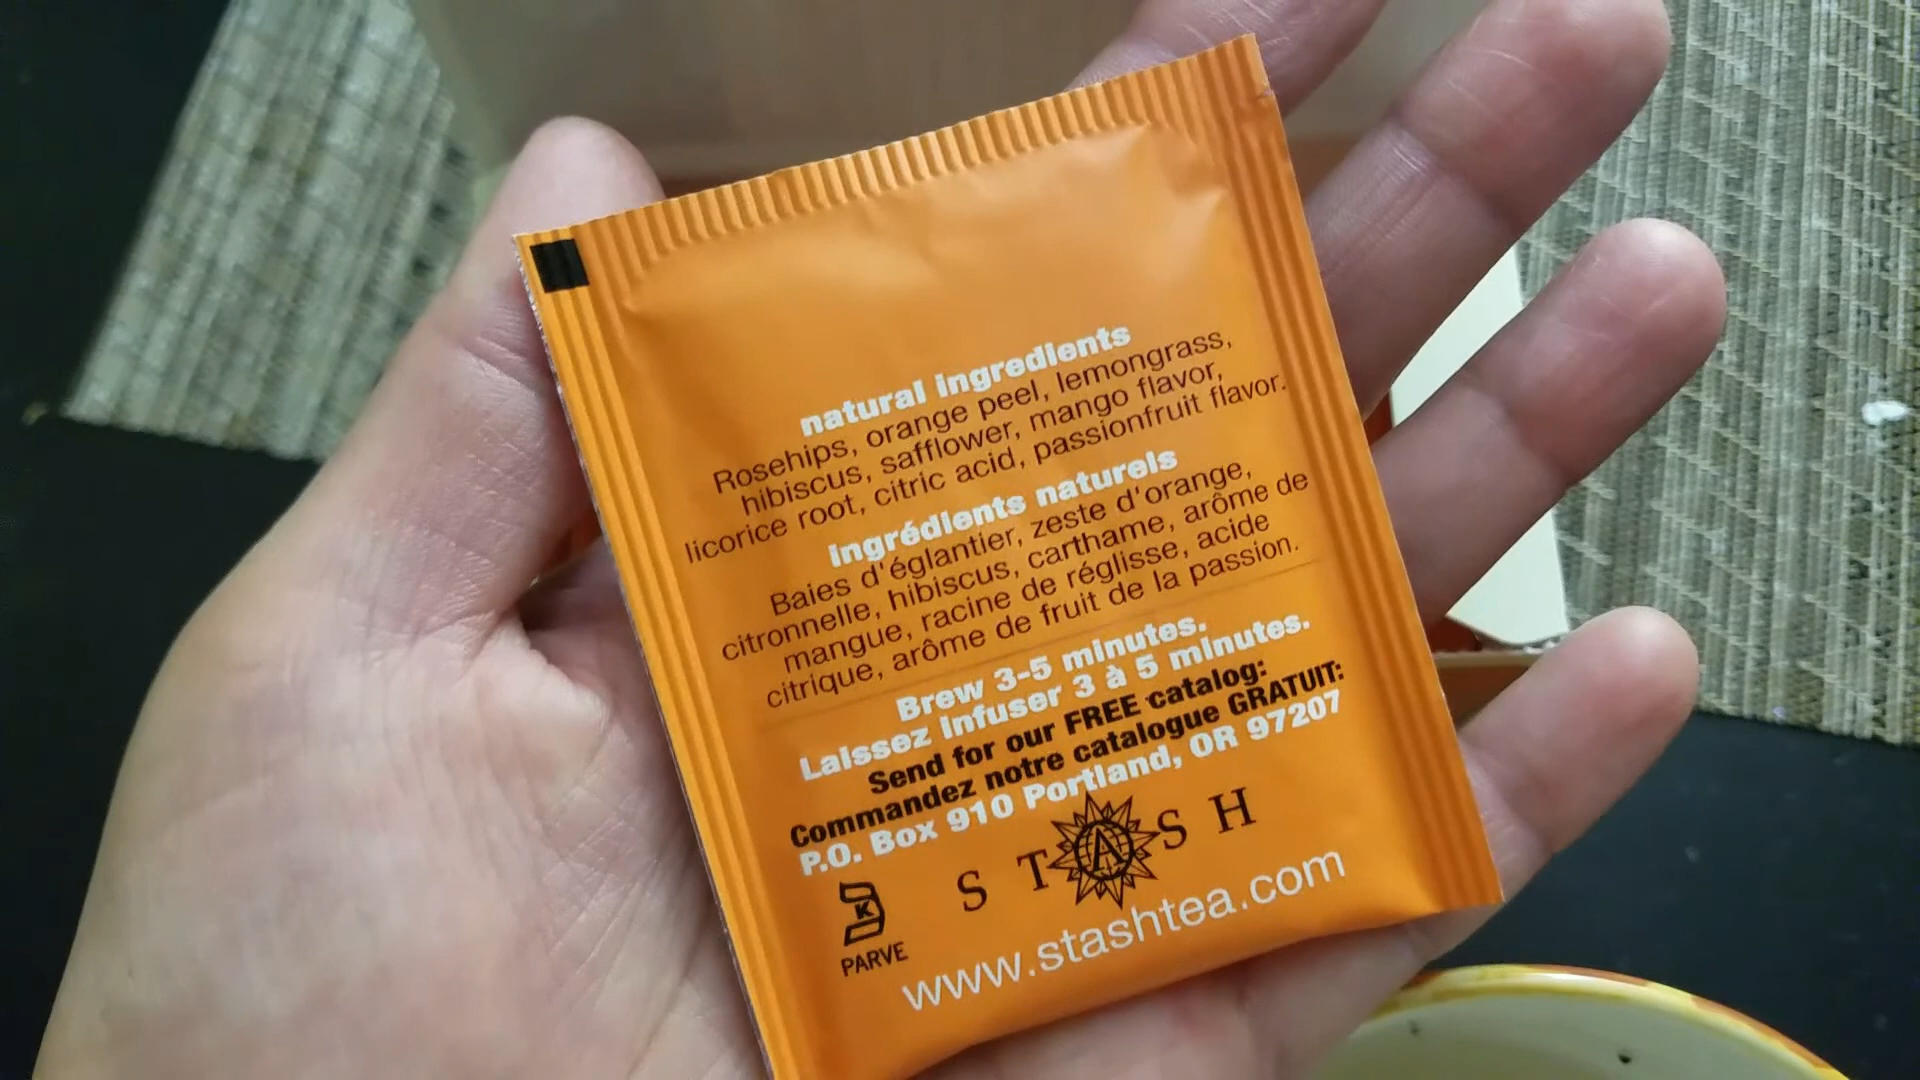 natural ingredients
Rosehips, orange peel, lemongrass,
hibiscus, safflower, mango flavor,
licorice root, citric acid, passionfruit flavor.
ingrédients naturels
Baies d'églantier, zeste d'orange,
citronnelle, hibiscus, carthame, arôme de
mangue, racine de réglisse, acide
citrique, arôme de fruit de la passion.
Brew 3-5 minutes.
Laissez infuser 3 à 5 minutes.
Send for our FREE catalog:
Commandez notre catalogue GRATUIT:
P.O. Box 910 Portland, OR 97207
STASH
K
PARVE
www.stashtea.com